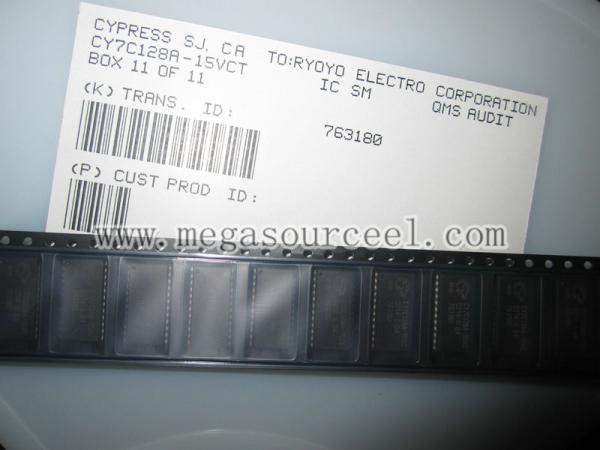 CYPRESS SJ, CA
CY7C128A-15VCT
BOX 11 OF 11
TO:RYOYO ELECTRO CORPORATION
IC SM
QMS AUDIT
(K) TRANS. ID:
763180
(P) CUST PROD ID:
www.megasourceel.com